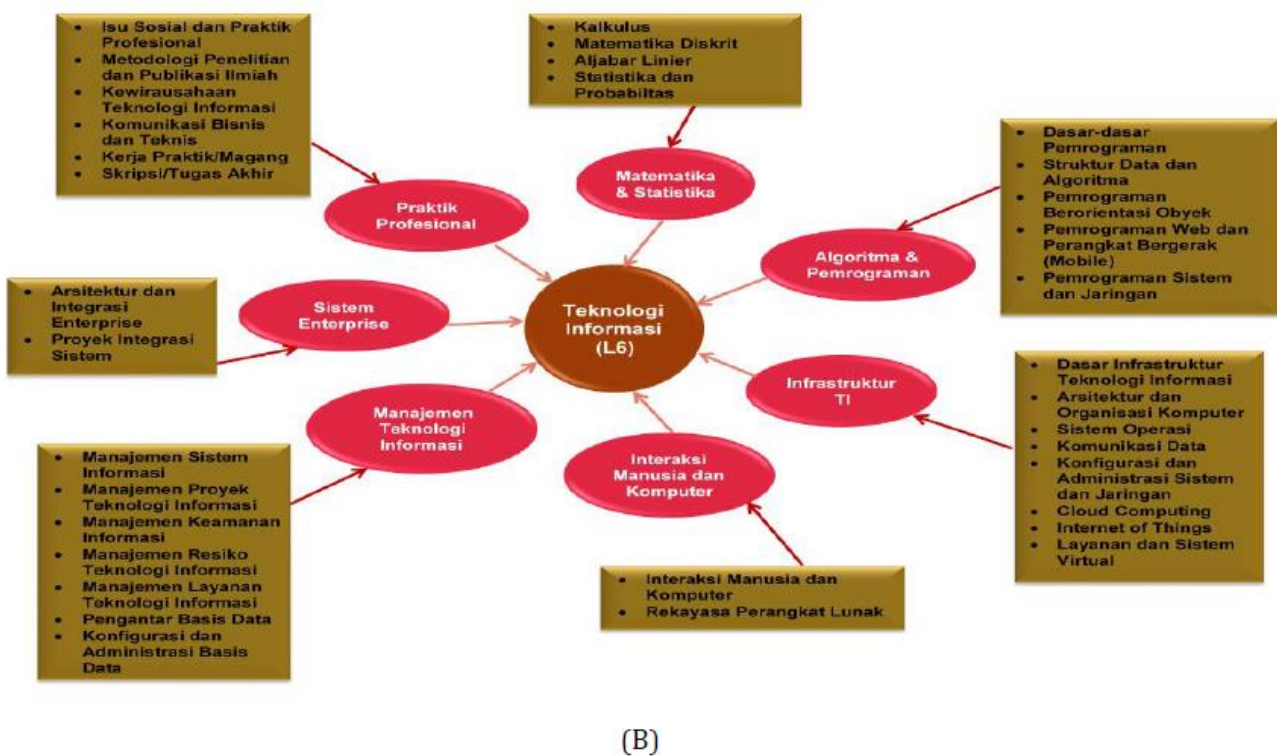 • Isu Sosial dan Praktik
Profesional
• Metodologi Penelitian
dan Publikasi Ilmiah
• Kewirausahaan
Teknologi Informasi
• Komunikasi Bisnis
dan Teknis
• Kerja Praktik/Magang
• Skripsi/Tugas Akhir
• Kalkulus
• Matematika Diskrit
• Aljabar Linier
• Statistika dan
Probabiltas
• Dasar-dasar
Pemrograman
• Struktur Data dan
Algoritma
• Pemrograman
Berorientasi Obyek
• Pemrograman Web dan
Perangkat Bergerak
(Mobile)
• Pemrograman Sistem
dan Jaringan
Matematika
& Statistika
Praktik
Profesional
Algoritma &
Pemrograman
• Arsitektur dan
Integrasi
Enterprise
• Proyek Integrasi
Sistem
Sistem
Enterprise
Teknologi
Informasi
(L6)
Infrastruktur
TI
Manajemen
Teknologi
Informasi
Interaksi
Manusia dan
Komputer
• Dasar Infrastruktur
Teknologi Informasi
• Arsitektur dan
Organisasi Komputer
• Sistem Operasi
• Komunikasi Data
• Konfigurasi dan
Administrasi Sistem
dan Jaringan
• Cloud Computing
• Internet of Things
• Layanan dan Sistem
Virtual
• Manajemen Sistem
Informasi
• Manajemen Proyek
Teknologi Informasi
• Manajemen Keamanan
Informasi
• Manajemen Resiko
Teknologi Informasi
• Manajemen Layanan
Teknologi Informasi
• Pengantar Basis Data
• Konfigurasi dan
Administrasi Basis
Data
• Interaksi Manusia dan
Komputer
• Rekayasa Perangkat Lunak
(B)